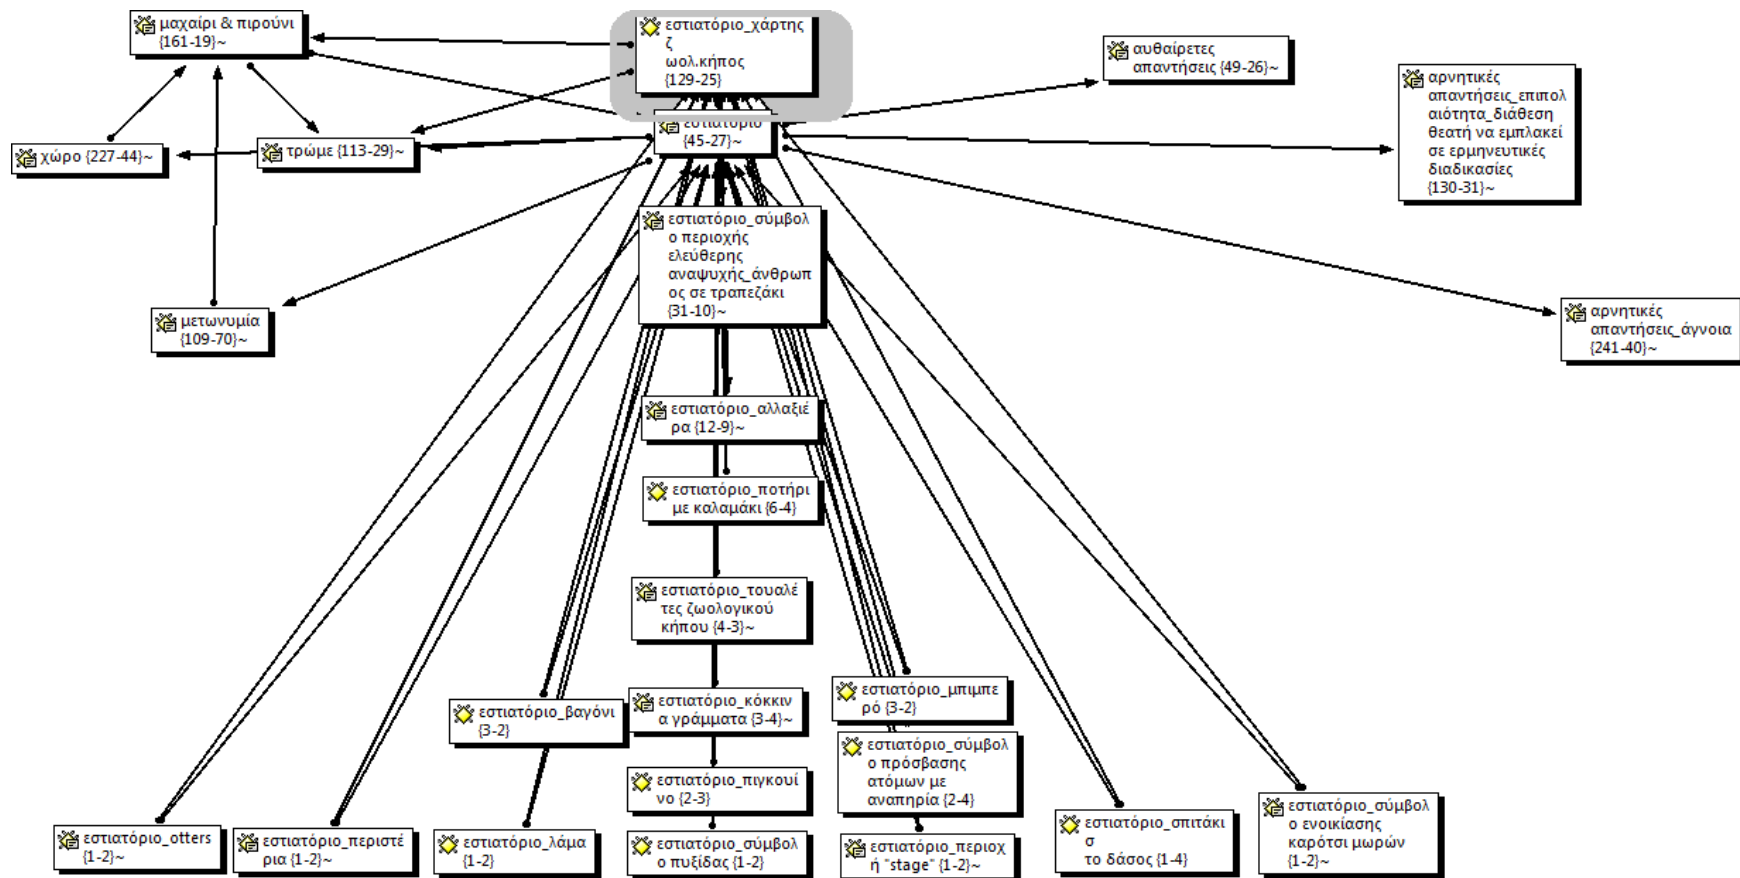 μαχαίρι & πιρούνι
{161-19}~
εστιατόριο_χάρτης
ζ
ωολ.κήπος
{129-25}
αυθαίρετες
απαντήσεις {49-26}~
αρνητικές
απαντήσεις_επιπολ
αιότητα_διάθεση
θεατή να εμπλακεί
σε ερμηνευτικές
διαδικασίες
{130-31}~
εστιατόριο
{45-27}~
χώρο {227-44}~
τρώμε {113-29}~
εστιατόριο_σύμβολ
ο περιοχής
ελεύθερης
αναψυχής_άνθρωπ
ος σε τραπεζάκι
{31-10}~
μετωνυμία
{109-70}~
αρνητικές
απαντήσεις_άγνοια
{241-40}~
εστιατόριο_αλλαξιέ
ρα {12-9}~
εστιατόριο_ποτήρι
με καλαμάκι {6-4}
εστιατόριο_τουαλέ
τες ζωολογικού
κήπου {4-3}~
εστιατόριο_βαγόνι
{3-2}
εστιατόριο_κόκκιν
α γράμματα {3-4}~
εστιατόριο_μπιμπε
ρό {3-2}
εστιατόριο_σύμβολ
ο πρόσβασης
ατόμων με
αναπηρία {2-4}
εστιατόριο_πιγκουί
νο {2-3}
εστιατόριο_otters
{1-2}~
εστιατόριο_περιστέ
ρια {1-2}~
εστιατόριο_λάμα
{1-2}
εστιατόριο_σύμβολ
ο πυξίδας {1-2}
εστιατόριο_περιοχ
ή "stage" {1-2}~
εστιατόριο_σπιτάκι
σ
το δάσος {1-4}
εστιατόριο_σύμβολ
ο ενοικίασης
καρότσι μωρών
{1-2}~